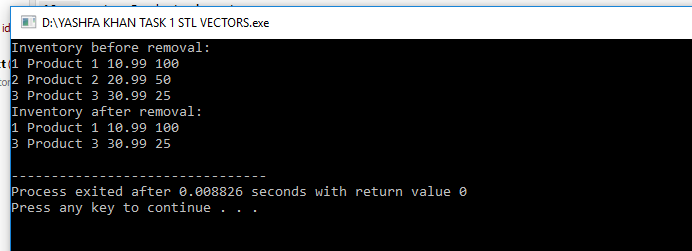 D:\YASHFA KHAN TASK 1 STL VECTORS.exe
Inventory before removal:
1 Product 1 10.99 100
2 Product 2 20.99 50
3 Product 3 30.99 25
Inventory after removal:
1 Product 1 10.99 100
3 Product 3 30.99 25
--------------------------------
Process exited after 0.008826 seconds with return value 0
Press any key to continue . . .